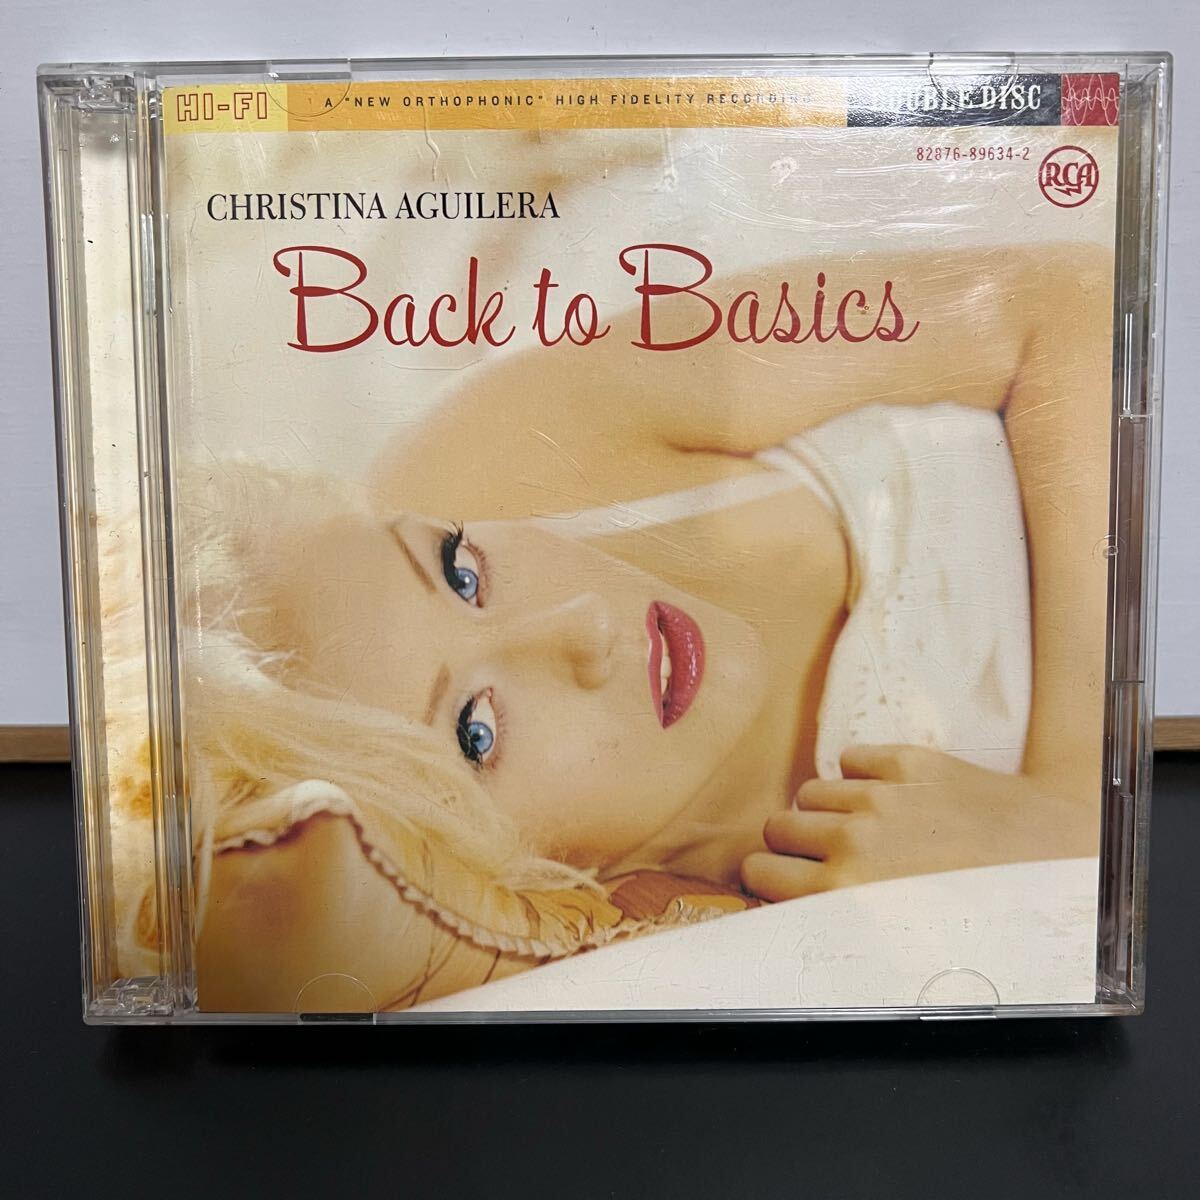 HI-FI A "NEW ORTHOPHONIC" HIGH FIDELITY RECORDING DOUBLE DISC
82876-89634-2
RCA
CHRISTINA AGUILERA
Back to Basics